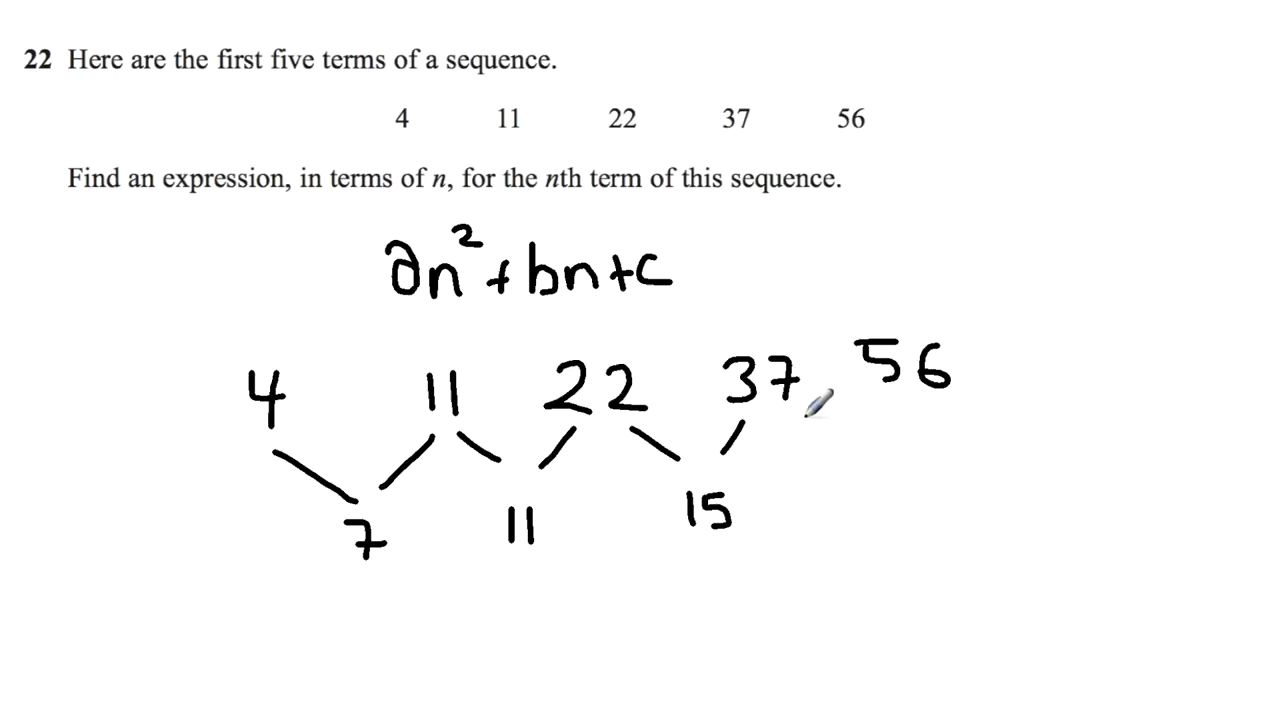 22 Here are the first five terms of a sequence.
4 11 22 37 56
Find an expression, in terms of n, for the nth term of this sequence.
an²+bn+c
4 11 22 37, 56
7 11 15